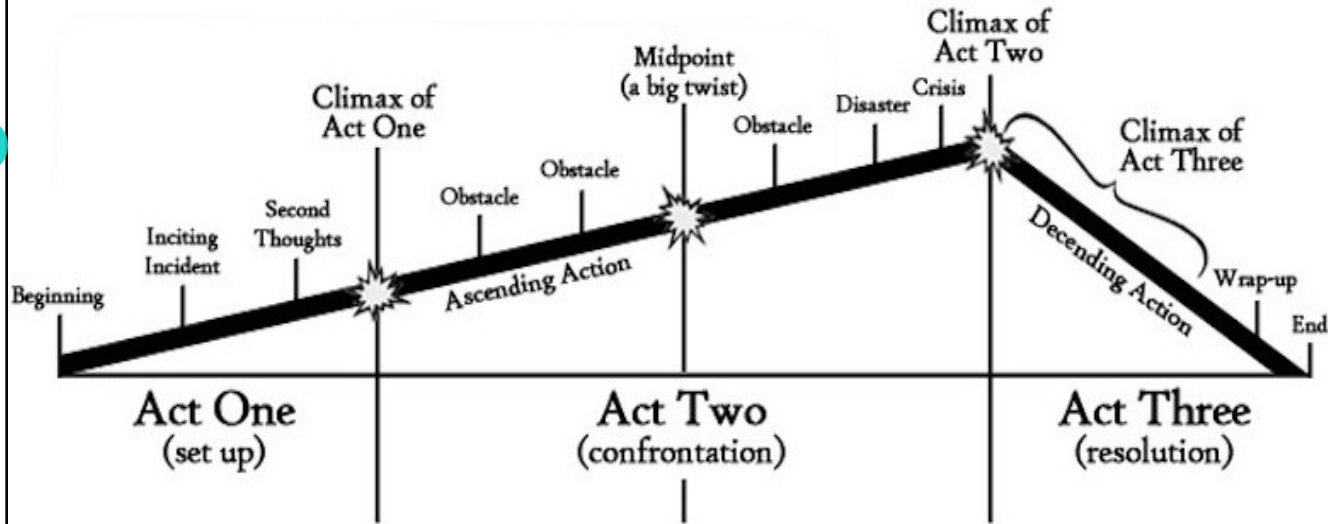 Climax of
Act Two
Midpoint
(a big twist)
Crisis
Climax of
Act One
Disaster
Obstacle
Climax of
Act Three
Obstacle
Obstacle
Second
Thoughts
Inciting
Incident
Beginning
Ascending Action
Decending Action
Wrap-up
End
Act One
(set up)
Act Two
(confrontation)
Act Three
(resolution)